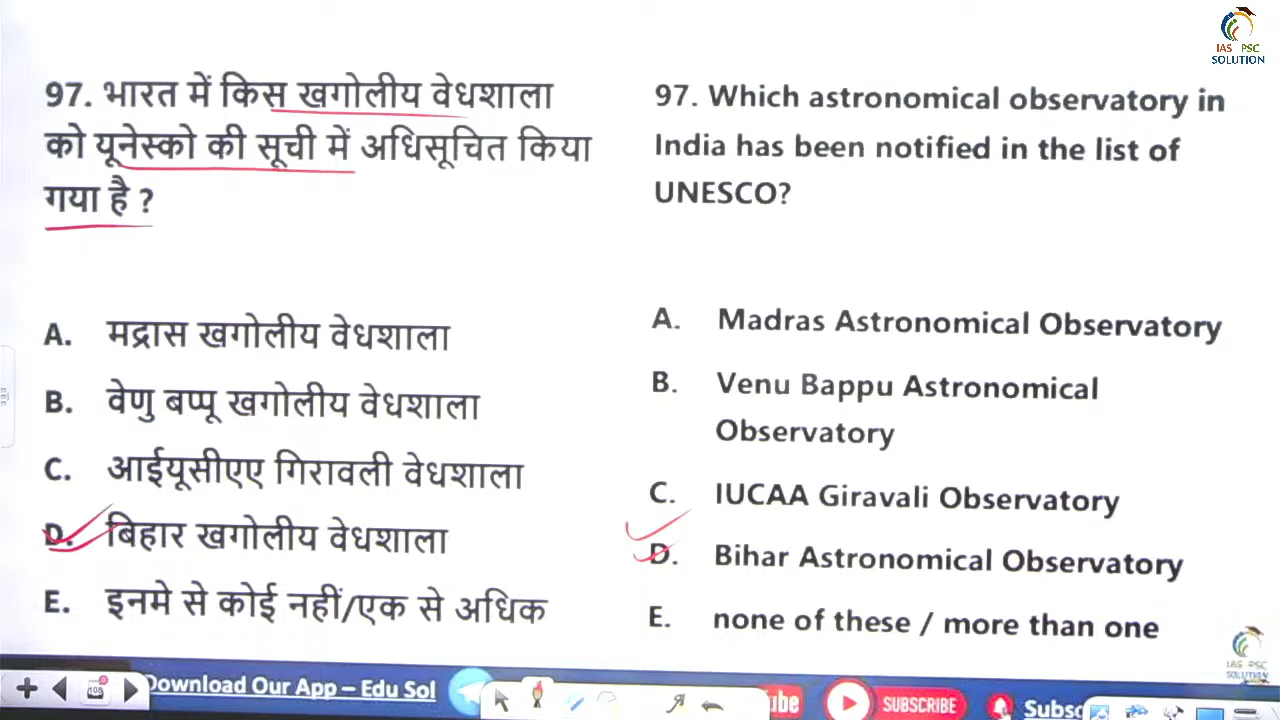 IAS PSC
SOLUTION
97. भारत में किस खगोलीय वेधशाला
को यूनेस्को की सूची में अधिसूचित किया
गया है ?
97. Which astronomical observatory in
India has been notified in the list of
UNESCO?
A. मद्रास खगोलीय वेधशाला
B. वेणु बप्पू खगोलीय वेधशाला
C. आईयूसीएए गिरावली वेधशाला
D. बिहार खगोलीय वेधशाला
E. इनमे से कोई नहीं/एक से अधिक
A. Madras Astronomical Observatory
B. Venu Bappu Astronomical
Observatory
C. IUCAA Giravali Observatory
D. Bihar Astronomical Observatory
E. none of these / more than one
IAS PSC
SOLUTION
Download Our App – Edu Sol
SUBSCRIBE